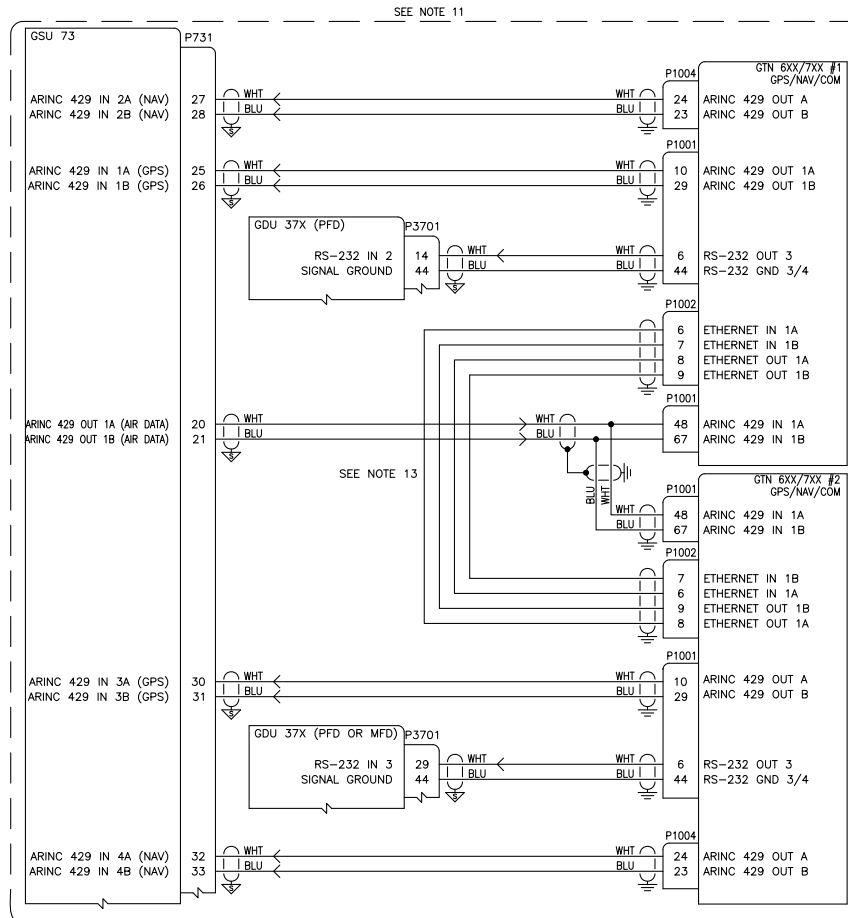 SEE NOTE 11
GSU 73
P731
GTN 6XX/7XX #1
GPS/NAV/COM
P1004
ARINC 429 IN 2A (NAV) 27 WHT WHT 24 ARINC 429 OUT A
ARINC 429 IN 2B (NAV) 28 BLU BLU 23 ARINC 429 OUT B
S
P1001
ARINC 429 IN 1A (GPS) 25 WHT WHT 10 ARINC 429 OUT 1A
ARINC 429 IN 1B (GPS) 26 BLU BLU 29 ARINC 429 OUT 1B
S
GDU 37X (PFD) P3701
RS-232 IN 2 14 WHT WHT 6 RS-232 OUT 3
SIGNAL GROUND 44 BLU BLU 44 RS-232 GND 3/4
S
P1002
6 ETHERNET IN 1A
7 ETHERNET IN 1B
8 ETHERNET OUT 1A
9 ETHERNET OUT 1B
P1001
ARINC 429 OUT 1A (AIR DATA) 20 WHT WHT 48 ARINC 429 IN 1A
ARINC 429 OUT 1B (AIR DATA) 21 BLU BLU 67 ARINC 429 IN 1B
S
SEE NOTE 13
BLU
WHT
GTN 6XX/7XX #2
GPS/NAV/COM
P1001
WHT 48 ARINC 429 IN 1A
BLU 67 ARINC 429 IN 1B
P1002
7 ETHERNET IN 1B
6 ETHERNET IN 1A
9 ETHERNET OUT 1B
8 ETHERNET OUT 1A
P1001
ARINC 429 IN 3A (GPS) 30 WHT WHT 10 ARINC 429 OUT A
ARINC 429 IN 3B (GPS) 31 BLU BLU 29 ARINC 429 OUT B
S
GDU 37X (PFD OR MFD) P3701
RS-232 IN 3 29 WHT WHT 6 RS-232 OUT 3
SIGNAL GROUND 44 BLU BLU 44 RS-232 GND 3/4
S
P1004
ARINC 429 IN 4A (NAV) 32 WHT WHT 24 ARINC 429 OUT A
ARINC 429 IN 4B (NAV) 33 BLU BLU 23 ARINC 429 OUT B
S